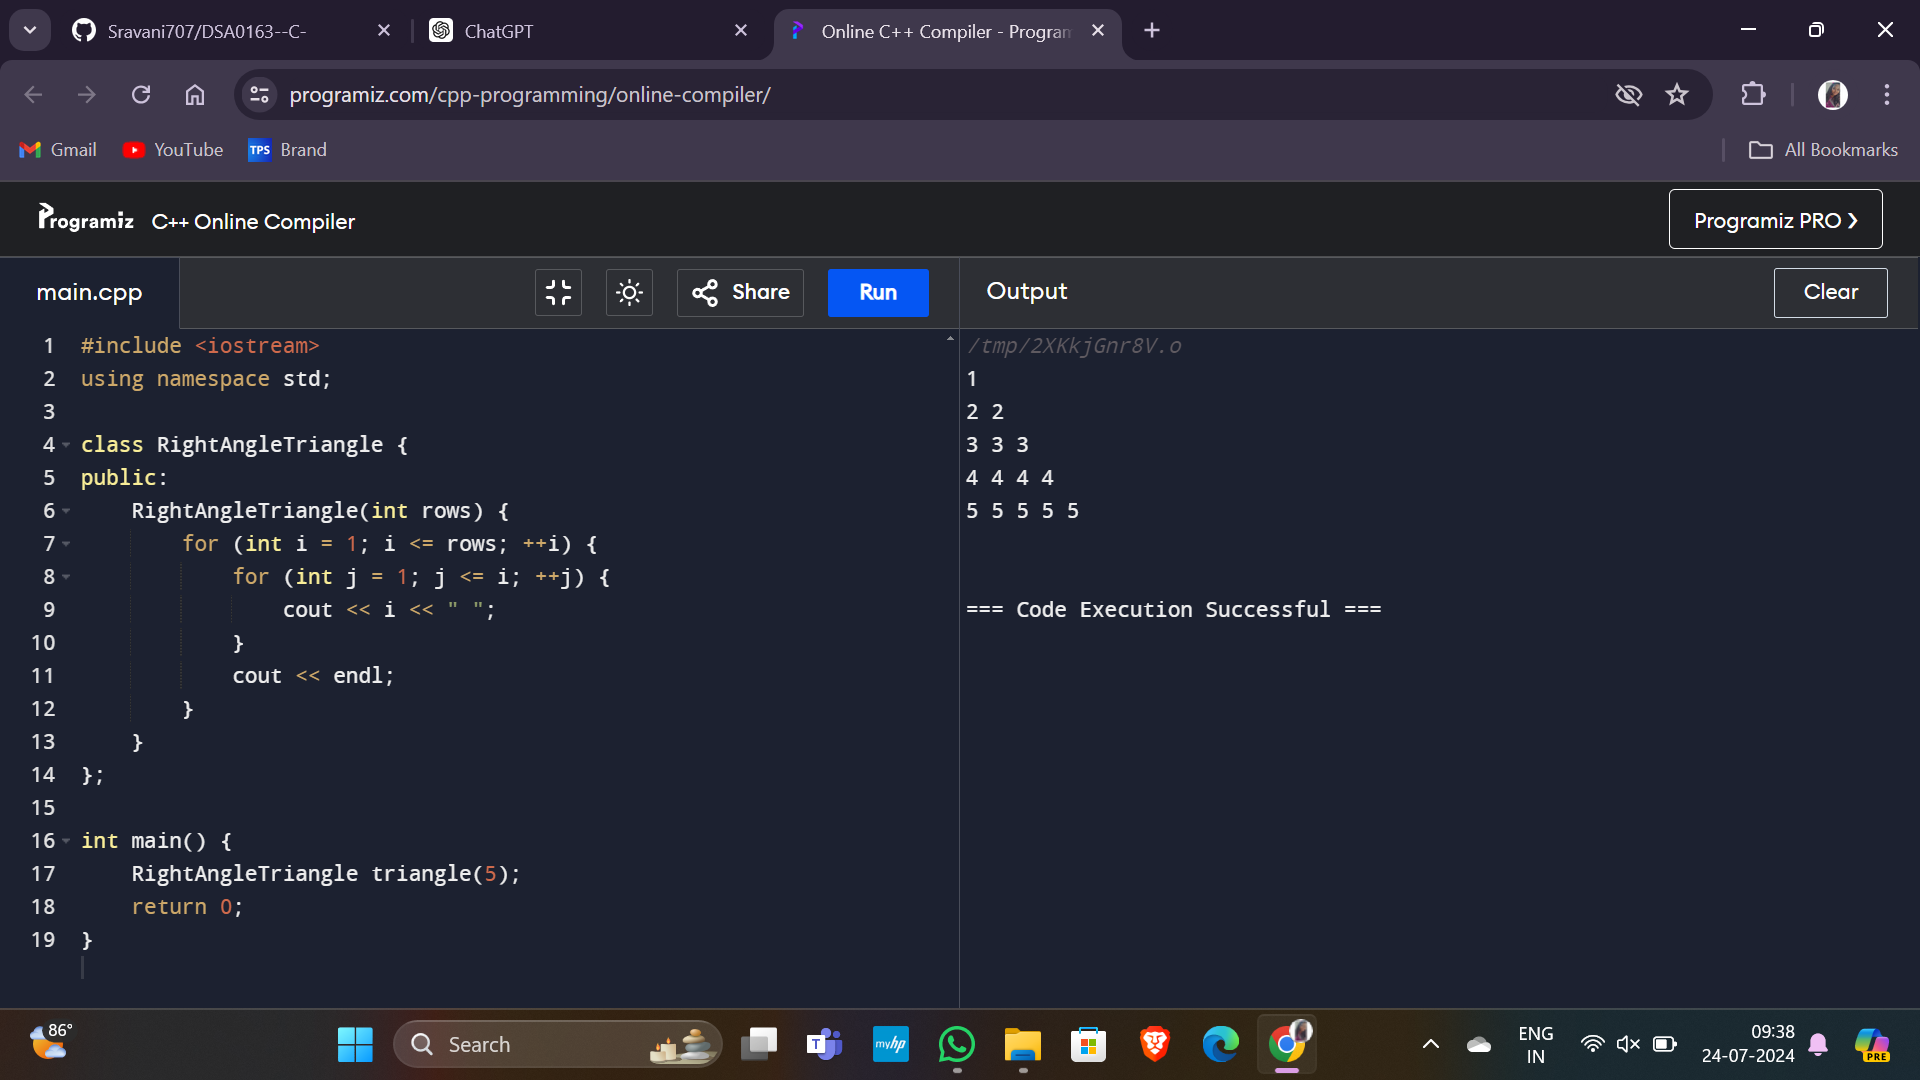 Sravani707/DSA0163--C-
ChatGPT
Online C++ Compiler - Program
programiz.com/cpp-programming/online-compiler/
Gmail
YouTube
TPS Brand
All Bookmarks
Programiz C++ Online Compiler
Programiz PRO ❯
main.cpp
Share
Run
Output
Clear
1 #include <iostream>
2 using namespace std;
3
4 class RightAngleTriangle {
5 public:
6     RightAngleTriangle(int rows) {
7         for (int i = 1; i <= rows; ++i) {
8             for (int j = 1; j <= i; ++j) {
9                 cout << i << " ";
10             }
11             cout << endl;
12         }
13     }
14 };
15
16 int main() {
17     RightAngleTriangle triangle(5);
18     return 0;
19 }
/tmp/2XKkjGnr8V.o
1
2 2
3 3 3
4 4 4 4
5 5 5 5 5
=== Code Execution Successful ===
86°
Search
T
myhp
ENG
IN
09:38
24-07-2024
PRE